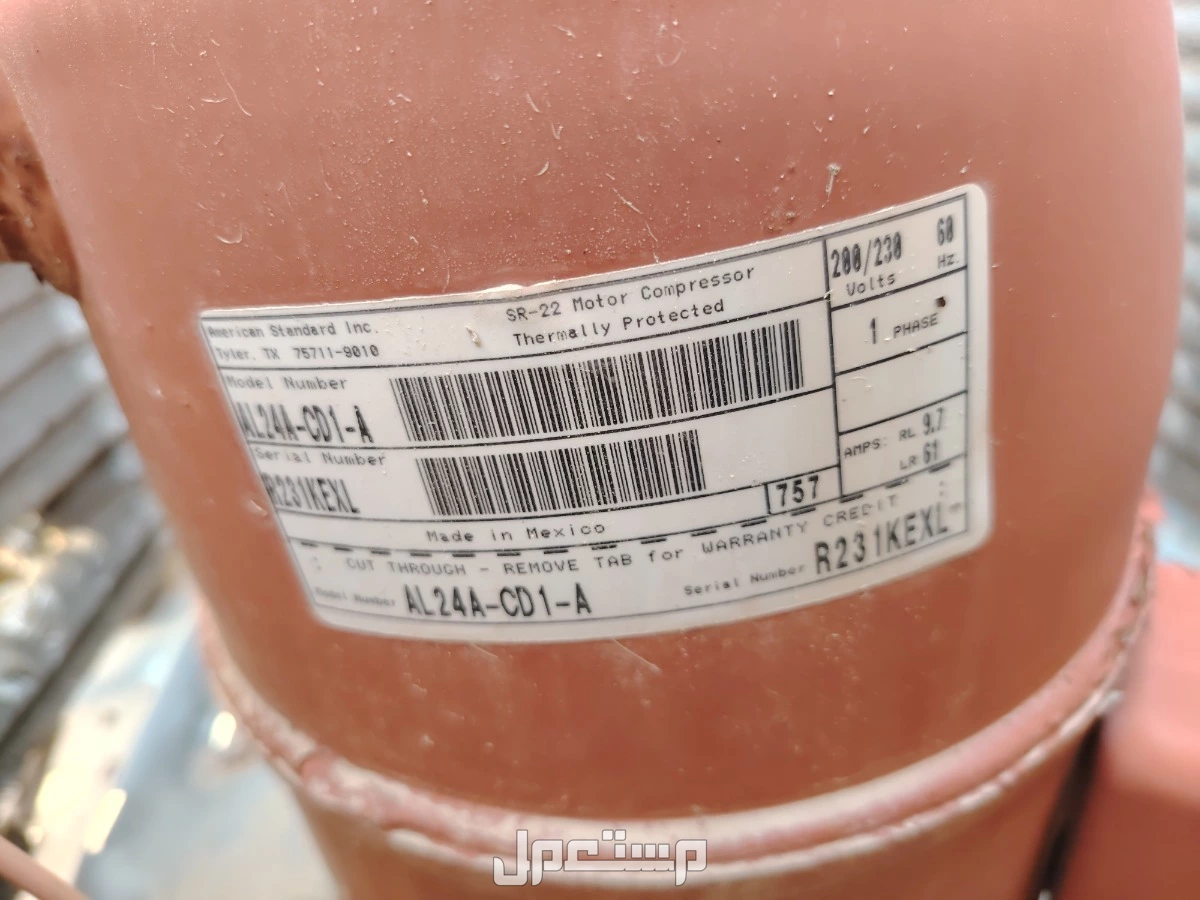 American Standard Inc.
Tyler, TX 75711-9010
SR-22 Motor Compressor
Thermally Protected
200/230 60
Volts Hz.
1 PHASE
Model Number
AL24A-CD1-A
Serial Number
R231KEXL
AMPS: RL 9.7
LR 61
Made in Mexico
757
CUT THROUGH - REMOVE TAB for WARRANTY CREDIT
Model Number AL24A-CD1-A Serial Number R231KEXL
مستعمل